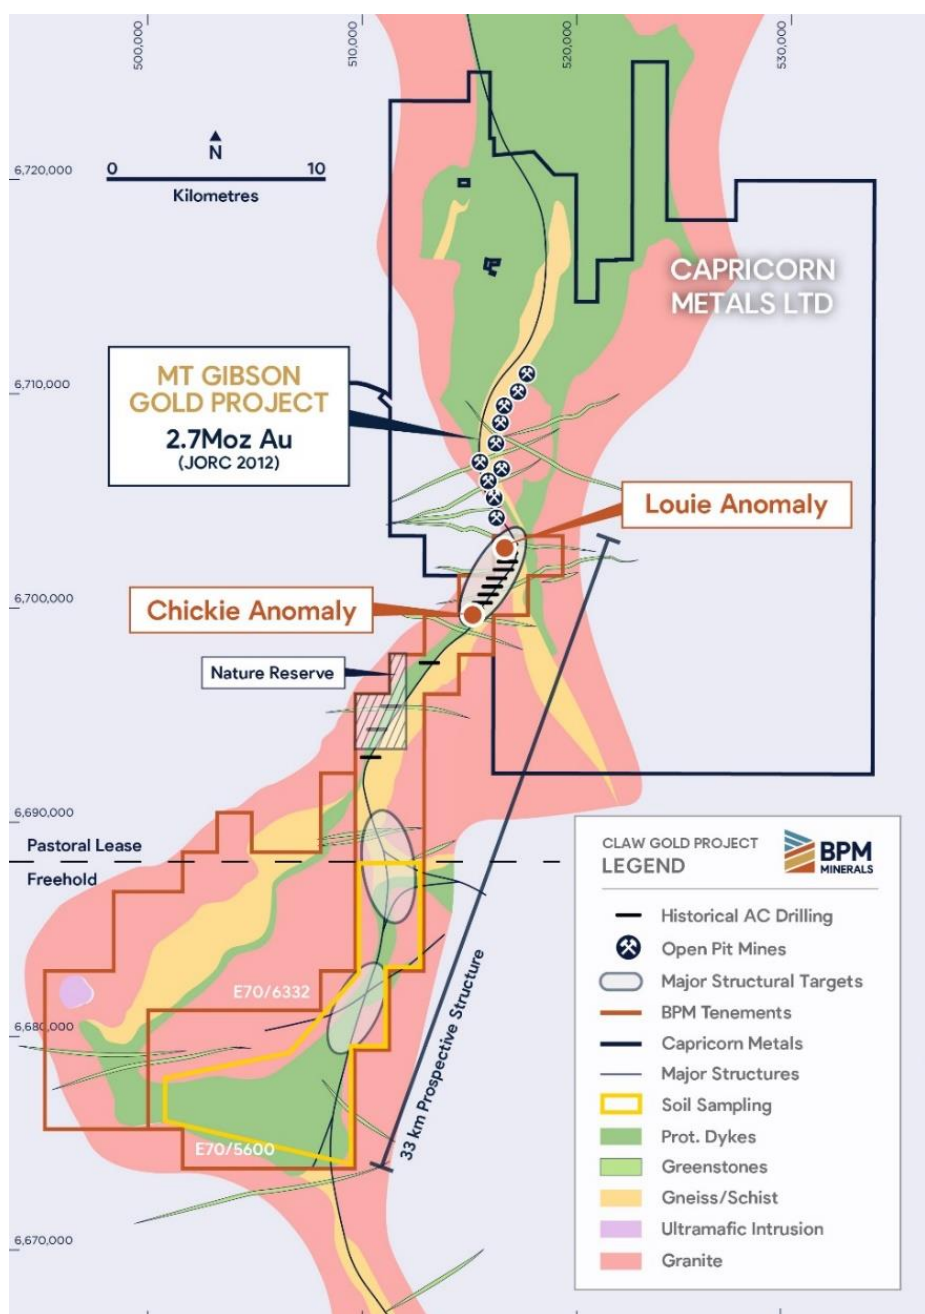 500,000
510,000
520,000
530,000
N
0 10
Kilometres
6,720,000
CAPRICORN
METALS LTD
6,710,000
MT GIBSON
GOLD PROJECT
2.7Moz Au
(JORC 2012)
Louie Anomaly
6,700,000
Chickie Anomaly
Nature Reserve
6,690,000
Pastoral Lease
Freehold
E70/6332
6,680,000
33 km Prospective Structure
E70/5600
6,670,000
CLAW GOLD PROJECT
LEGEND
BPM
MINERALS
Historical AC Drilling
Open Pit Mines
Major Structural Targets
BPM Tenements
Capricorn Metals
Major Structures
Soil Sampling
Prot. Dykes
Greenstones
Gneiss/Schist
Ultramafic Intrusion
Granite